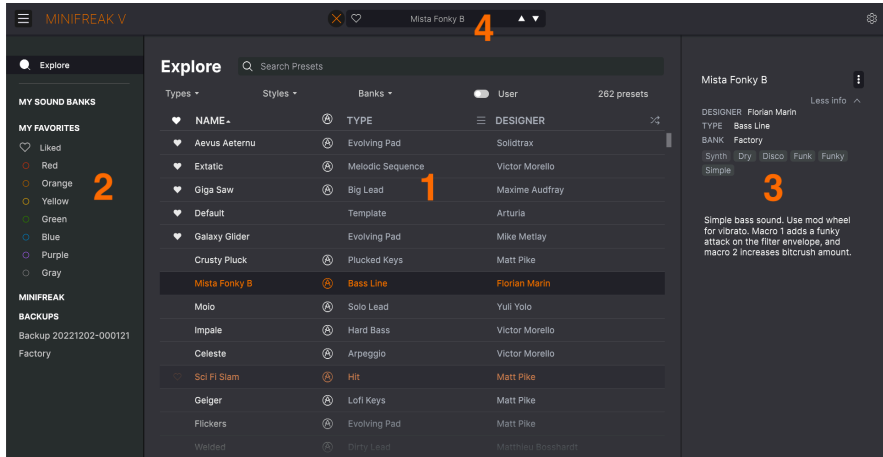 MINIFREAK V
Mista Fonky B
4
Explore
MY SOUND BANKS
MY FAVORITES
Liked
Red
Orange
Yellow
Green
Blue
Purple
Gray
2
MINIFREAK
BACKUPS
Backup 20221202-000121
Factory
Explore Search Presets
Types Styles Banks User 262 presets
NAME TYPE DESIGNER
Aevus Aeternu Evolving Pad Solidtrax
Extatic Melodic Sequence Victor Morello
Giga Saw Big Lead Maxime Audfray
Default Template Arturia
Galaxy Glider Evolving Pad Mike Metlay
Crusty Pluck Plucked Keys Matt Pike
Mista Fonky B Bass Line Florian Marin
Moio Solo Lead Yuli Yolo
Impale Hard Bass Victor Morello
Celeste Arpeggio Victor Morello
Sci Fi Slam Hit Matt Pike
Geiger Lofi Keys Matt Pike
Flickers Evolving Pad Matt Pike
Welded Dirty Lead Matthieu Bosshardt
1
Mista Fonky B
Less info
DESIGNER Florian Marin
TYPE Bass Line
BANK Factory
Synth Dry Disco Funk Funky
Simple
3
Simple bass sound. Use mod wheel
for vibrato. Macro 1 adds a funky
attack on the filter envelope, and
macro 2 increases bitcrush amount.